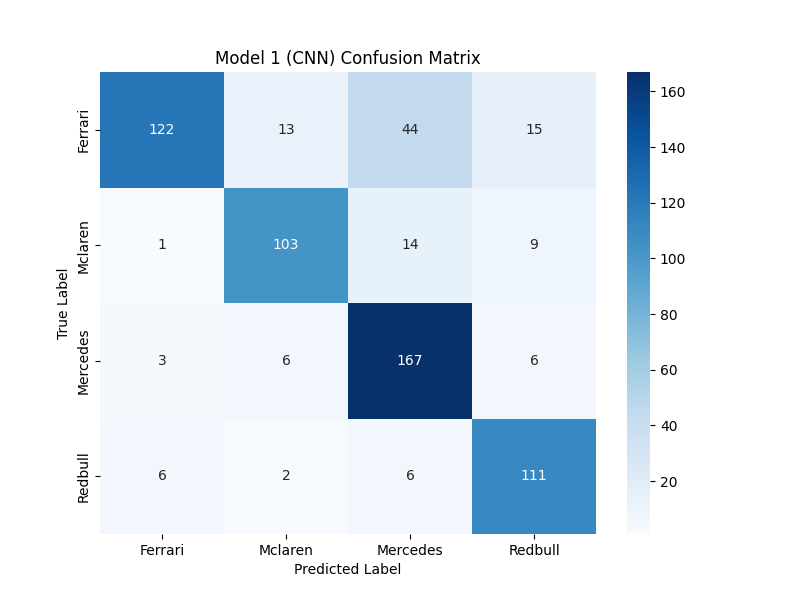 Model 1 (CNN) Confusion Matrix
True Label
Ferrari 122 13 44 15
Mclaren 1 103 14 9
Mercedes 3 6 167 6
Redbull 6 2 6 111
Ferrari Mclaren Mercedes Redbull
Predicted Label
160
140
120
100
80
60
40
20